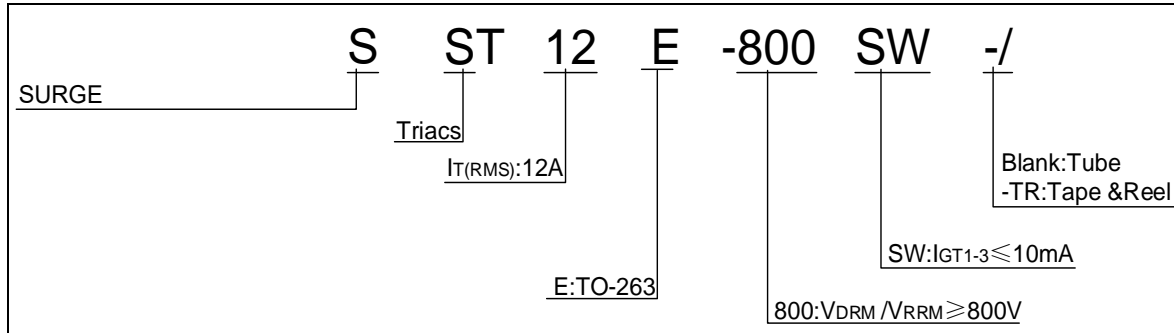 S ST 12 E -800 SW -/
SURGE
Triacs
IT(RMS):12A
Blank:Tube
-TR:Tape &Reel
SW:IGT1-3≤10mA
E:TO-263
800:VDRM /VRRM≥800V